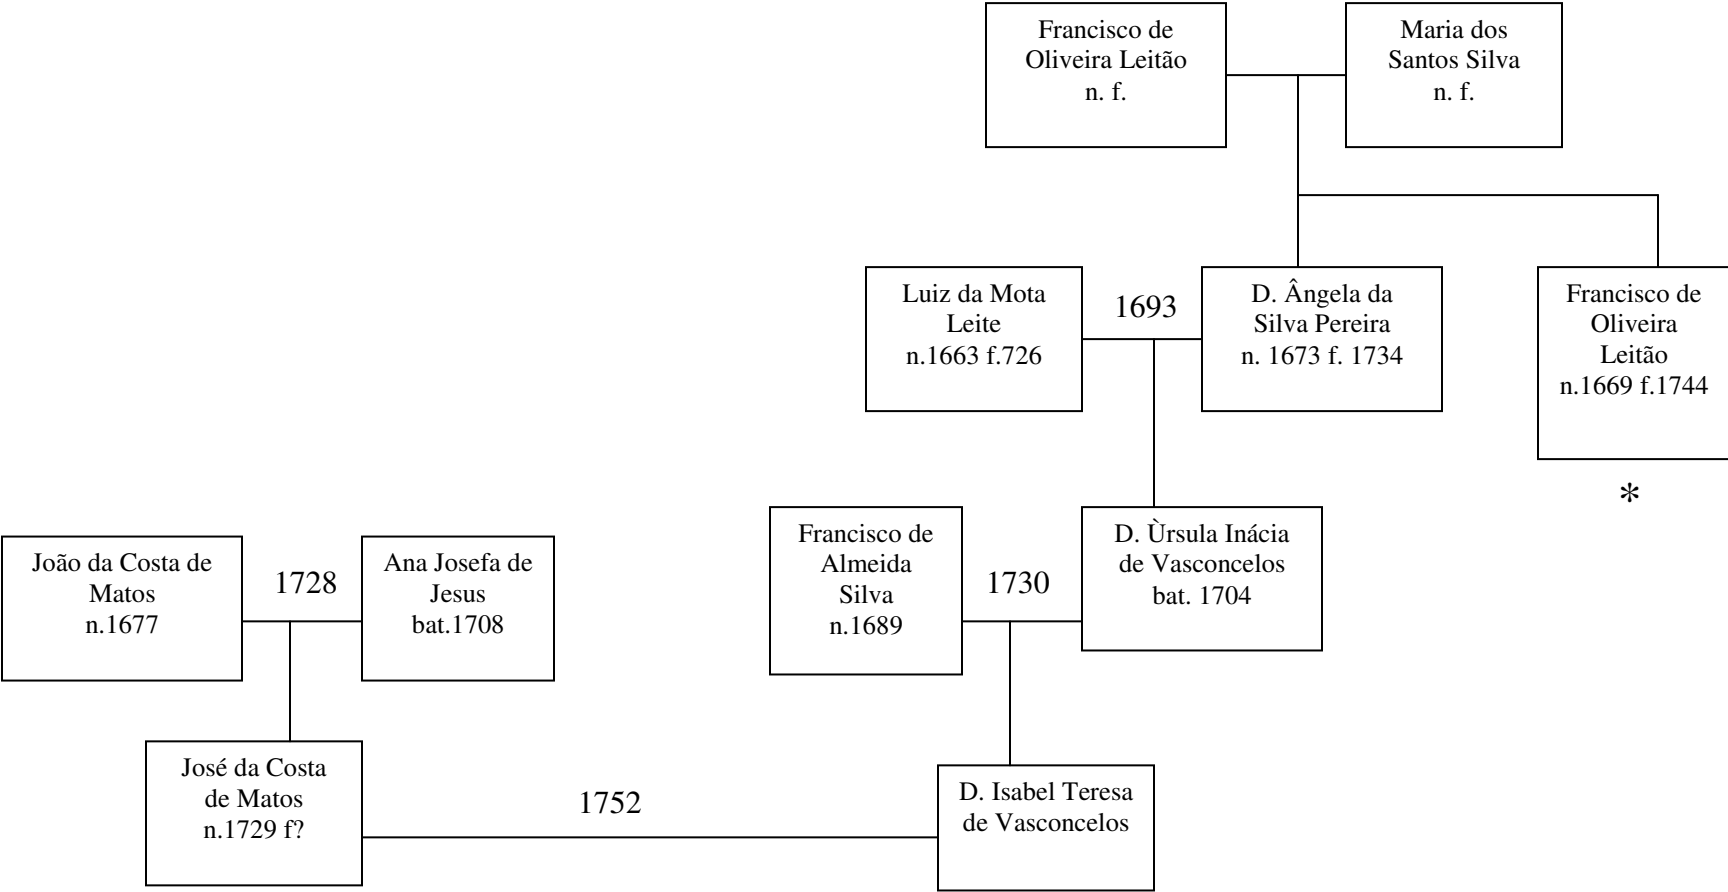 Francisco de
Oliveira Leitão
n. f.
Maria dos
Santos Silva
n. f.
Luiz da Mota
Leite
n.1663 f.726
1693
D. Ângela da
Silva Pereira
n. 1673 f. 1734
Francisco de
Oliveira
Leitão
n.1669 f.1744
*
João da Costa de
Matos
n.1677
1728
Ana Josefa de
Jesus
bat.1708
Francisco de
Almeida
Silva
n.1689
1730
D. Ùrsula Inácia
de Vasconcelos
bat. 1704
José da Costa
de Matos
n.1729 f?
1752
D. Isabel Teresa
de Vasconcelos